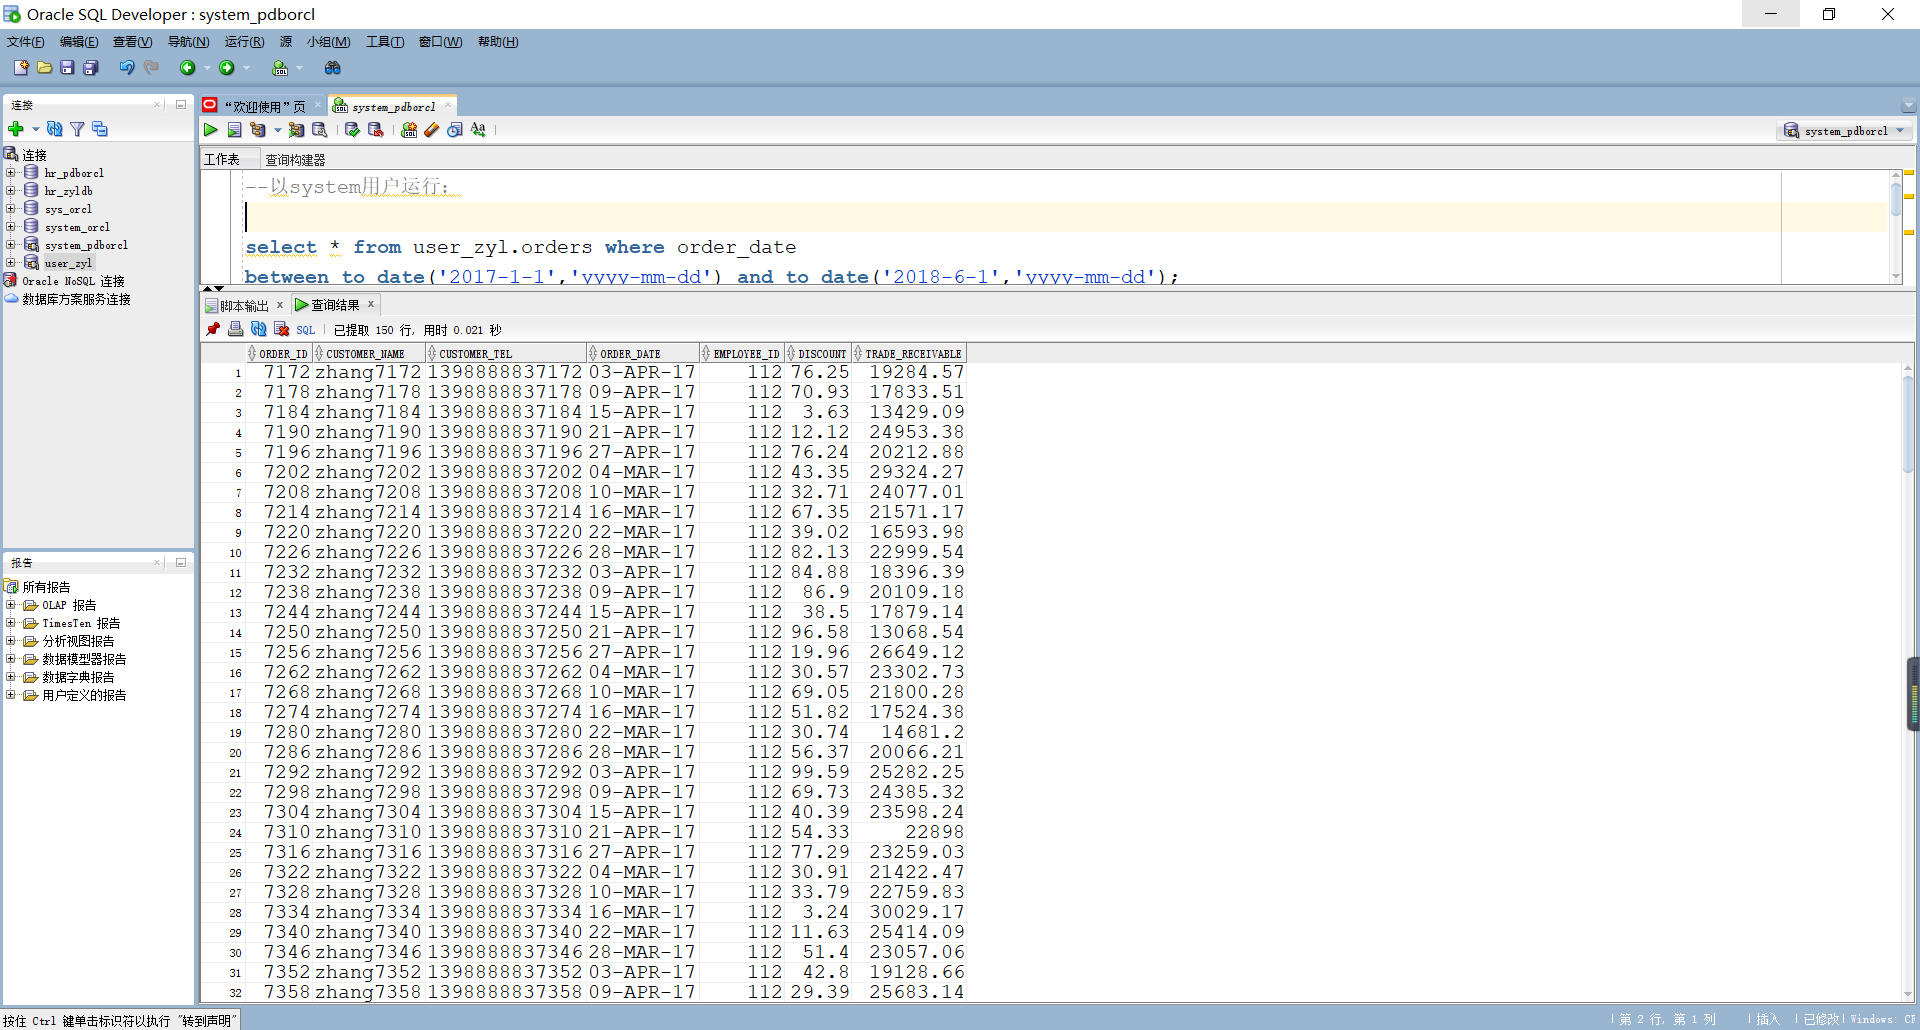 Oracle SQL Developer : system_pdborcl
文件(F) 编辑(E) 查看(V) 导航(N) 运行(R) 源 小组(M) 工具(T) 窗口(W) 帮助(H)
连接
连接
hr_pdborcl
hr_zyldb
sys_orcl
system_orcl
system_pdborcl
user_zyl
Oracle NoSQL 连接
数据库方案服务连接
报告
所有报告
OLAP 报告
TimesTen 报告
分析视图报告
数据模型器报告
数据字典报告
用户定义的报告
“欢迎使用”页 system_pdborcl
system_pdborcl
工作表 查询构建器
--以system用户运行:
select * from user_zyl.orders where order_date
between to_date('2017-1-1','yyyy-mm-dd') and to_date('2018-6-1','yyyy-mm-dd');
脚本输出 查询结果
SQL 已提取 150 行, 用时 0.021 秒
ORDER_ID CUSTOMER_NAME CUSTOMER_TEL ORDER_DATE EMPLOYEE_ID DISCOUNT TRADE_RECEIVABLE
1 7172 zhang7172 1398888837172 03-APR-17 112 76.25 19284.57
2 7178 zhang7178 1398888837178 09-APR-17 112 70.93 17833.51
3 7184 zhang7184 1398888837184 15-APR-17 112 3.63 13429.09
4 7190 zhang7190 1398888837190 21-APR-17 112 12.12 24953.38
5 7196 zhang7196 1398888837196 27-APR-17 112 76.24 20212.88
6 7202 zhang7202 1398888837202 04-MAR-17 112 43.35 29324.27
7 7208 zhang7208 1398888837208 10-MAR-17 112 32.71 24077.01
8 7214 zhang7214 1398888837214 16-MAR-17 112 67.35 21571.17
9 7220 zhang7220 1398888837220 22-MAR-17 112 39.02 16593.98
10 7226 zhang7226 1398888837226 28-MAR-17 112 82.13 22999.54
11 7232 zhang7232 1398888837232 03-APR-17 112 84.88 18396.39
12 7238 zhang7238 1398888837238 09-APR-17 112 86.9 20109.18
13 7244 zhang7244 1398888837244 15-APR-17 112 38.5 17879.14
14 7250 zhang7250 1398888837250 21-APR-17 112 96.58 13068.54
15 7256 zhang7256 1398888837256 27-APR-17 112 19.96 26649.12
16 7262 zhang7262 1398888837262 04-MAR-17 112 30.57 23302.73
17 7268 zhang7268 1398888837268 10-MAR-17 112 69.05 21800.28
18 7274 zhang7274 1398888837274 16-MAR-17 112 51.82 17524.38
19 7280 zhang7280 1398888837280 22-MAR-17 112 30.74 14681.2
20 7286 zhang7286 1398888837286 28-MAR-17 112 56.37 20066.21
21 7292 zhang7292 1398888837292 03-APR-17 112 99.59 25282.25
22 7298 zhang7298 1398888837298 09-APR-17 112 69.73 24385.32
23 7304 zhang7304 1398888837304 15-APR-17 112 40.39 23598.24
24 7310 zhang7310 1398888837310 21-APR-17 112 54.33 22898
25 7316 zhang7316 1398888837316 27-APR-17 112 77.29 23259.03
26 7322 zhang7322 1398888837322 04-MAR-17 112 30.91 21422.47
27 7328 zhang7328 1398888837328 10-MAR-17 112 33.79 22759.83
28 7334 zhang7334 1398888837334 16-MAR-17 112 3.24 30029.17
29 7340 zhang7340 1398888837340 22-MAR-17 112 11.63 25414.09
30 7346 zhang7346 1398888837346 28-MAR-17 112 51.4 23057.06
31 7352 zhang7352 1398888837352 03-APR-17 112 42.8 19128.66
32 7358 zhang7358 1398888837358 09-APR-17 112 29.39 25683.14
按住 Ctrl 键单击标识符以执行 "转到声明" 第 2 行, 第 1 列 插入 已修改 Windows: CF